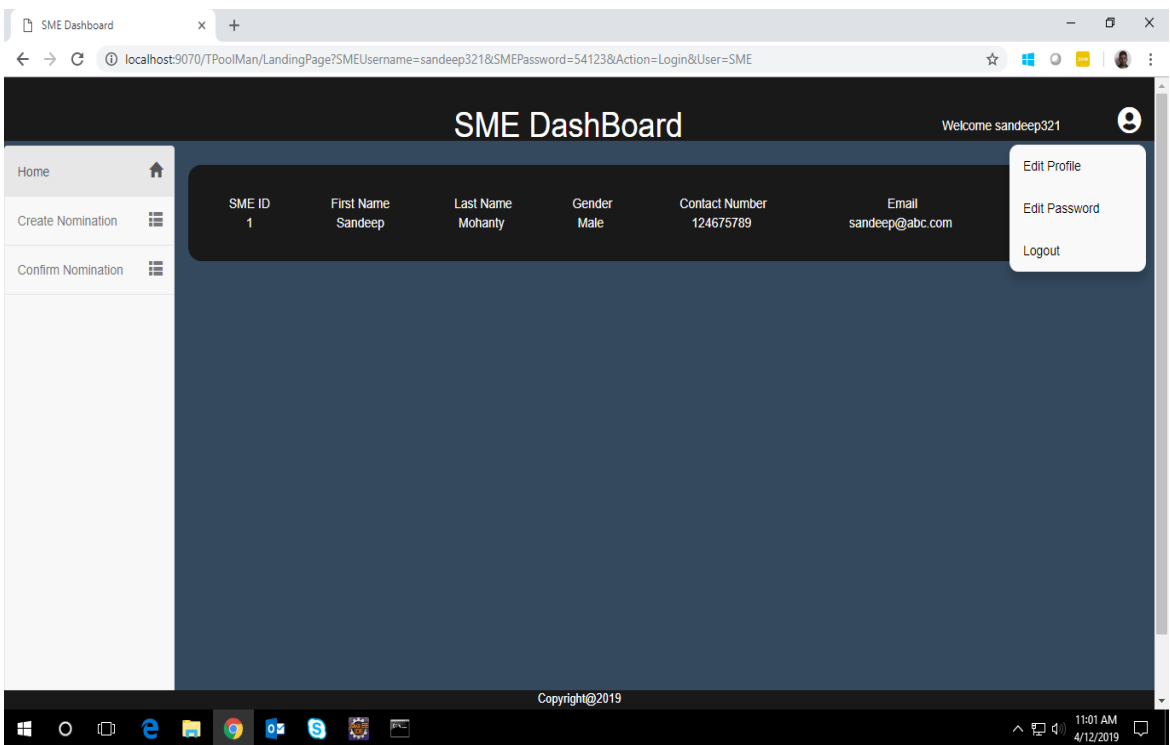 SME Dashboard
localhost:9070/TPoolMan/LandingPage?SMEUsername=sandeep321&SMEPassword=54123&Action=Login&User=SME
SME DashBoard
Welcome sandeep321
Home
Create Nomination
Confirm Nomination
SME ID First Name Last Name Gender Contact Number Email
1 Sandeep Mohanty Male 124675789 sandeep@abc.com
Edit Profile
Edit Password
Logout
Copyright@2019
11:01 AM
4/12/2019